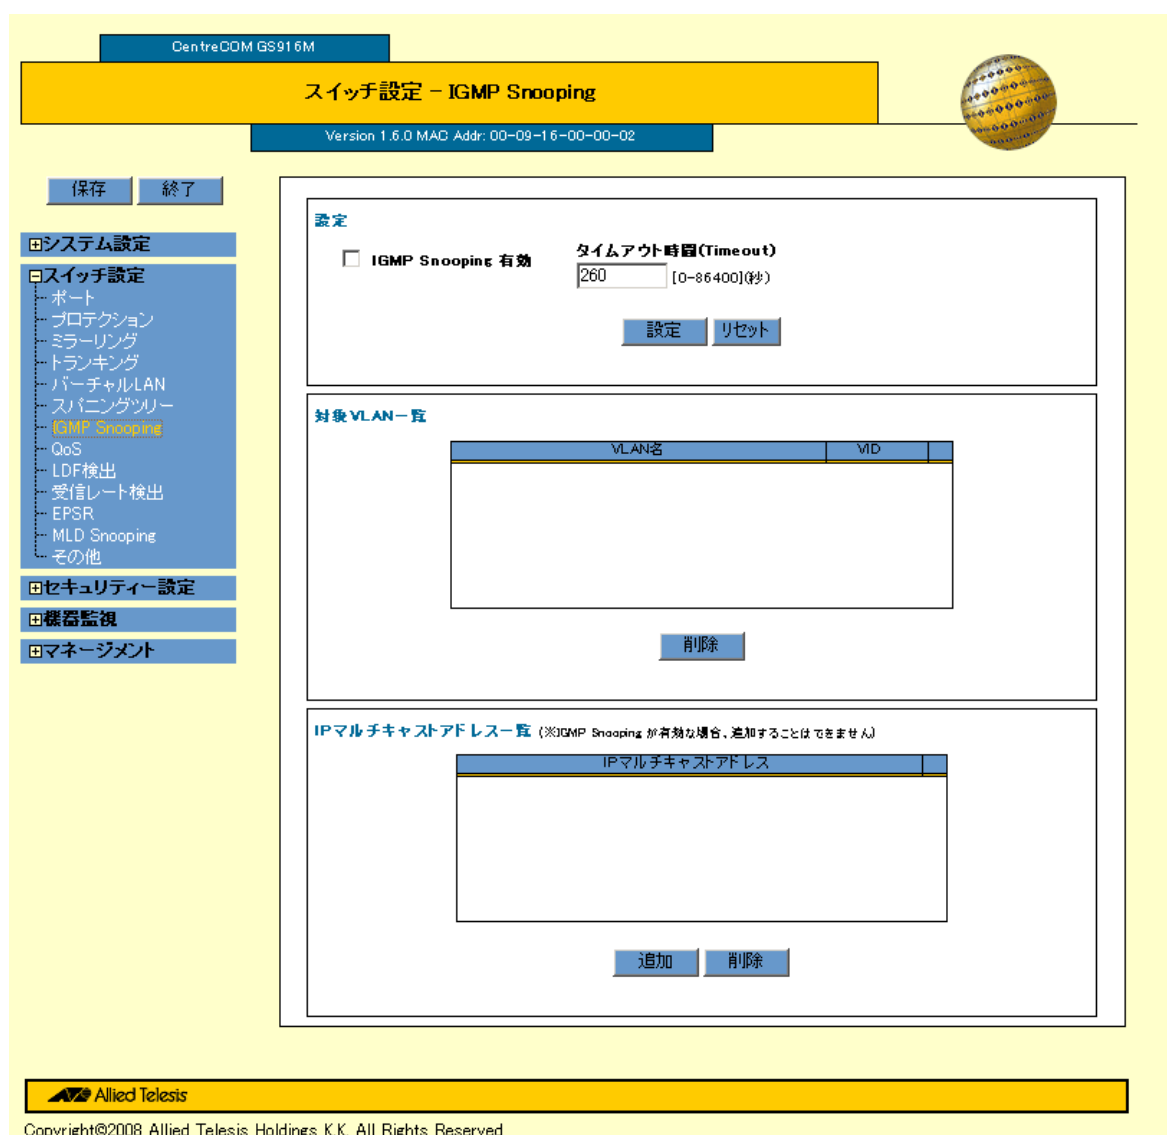 CentreCOM GS916M
スイッチ設定 - IGMP Snooping
Version 1.6.0 MAC Addr: 00-09-16-00-00-02
保存 終了
システム設定
スイッチ設定
ポート
プロテクション
ミラーリング
トランキング
バーチャルLAN
スパニングツリー
IGMP Snooping
QoS
LDF検出
受信レート検出
EPSR
MLD Snooping
その他
セキュリティー設定
機器監視
マネージメント
設定
IGMP Snooping 有効
タイムアウト時間(Timeout)
260 [0-86400](秒)
設定 リセット
対象VLAN一覧
VLAN名 VID
削除
IPマルチキャストアドレス一覧 (※IGMP Snooping が有効な場合、追加することはできません)
IPマルチキャストアドレス
追加 削除
Allied Telesis
Copyright©2008 Allied Telesis Holdings K.K. All Rights Reserved